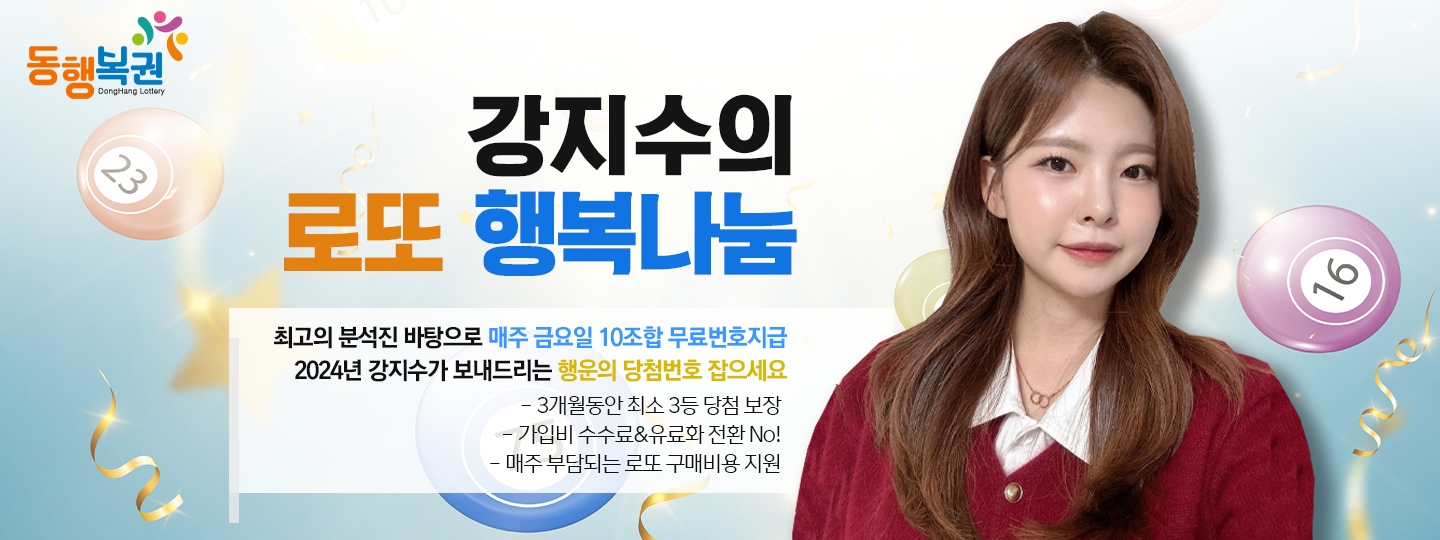 동행복권
DongHang Lottery
10
23
강지수의
로또 행복나눔
16
최고의 분석진 바탕으로 매주 금요일 10조합 무료번호지급
2024년 강지수가 보내드리는 행운의 당첨번호 잡으세요
- 3개월동안 최소 3등 당첨 보장
- 가입비 수수료&유료화 전환 No!
- 매주 부담되는 로또 구매비용 지원